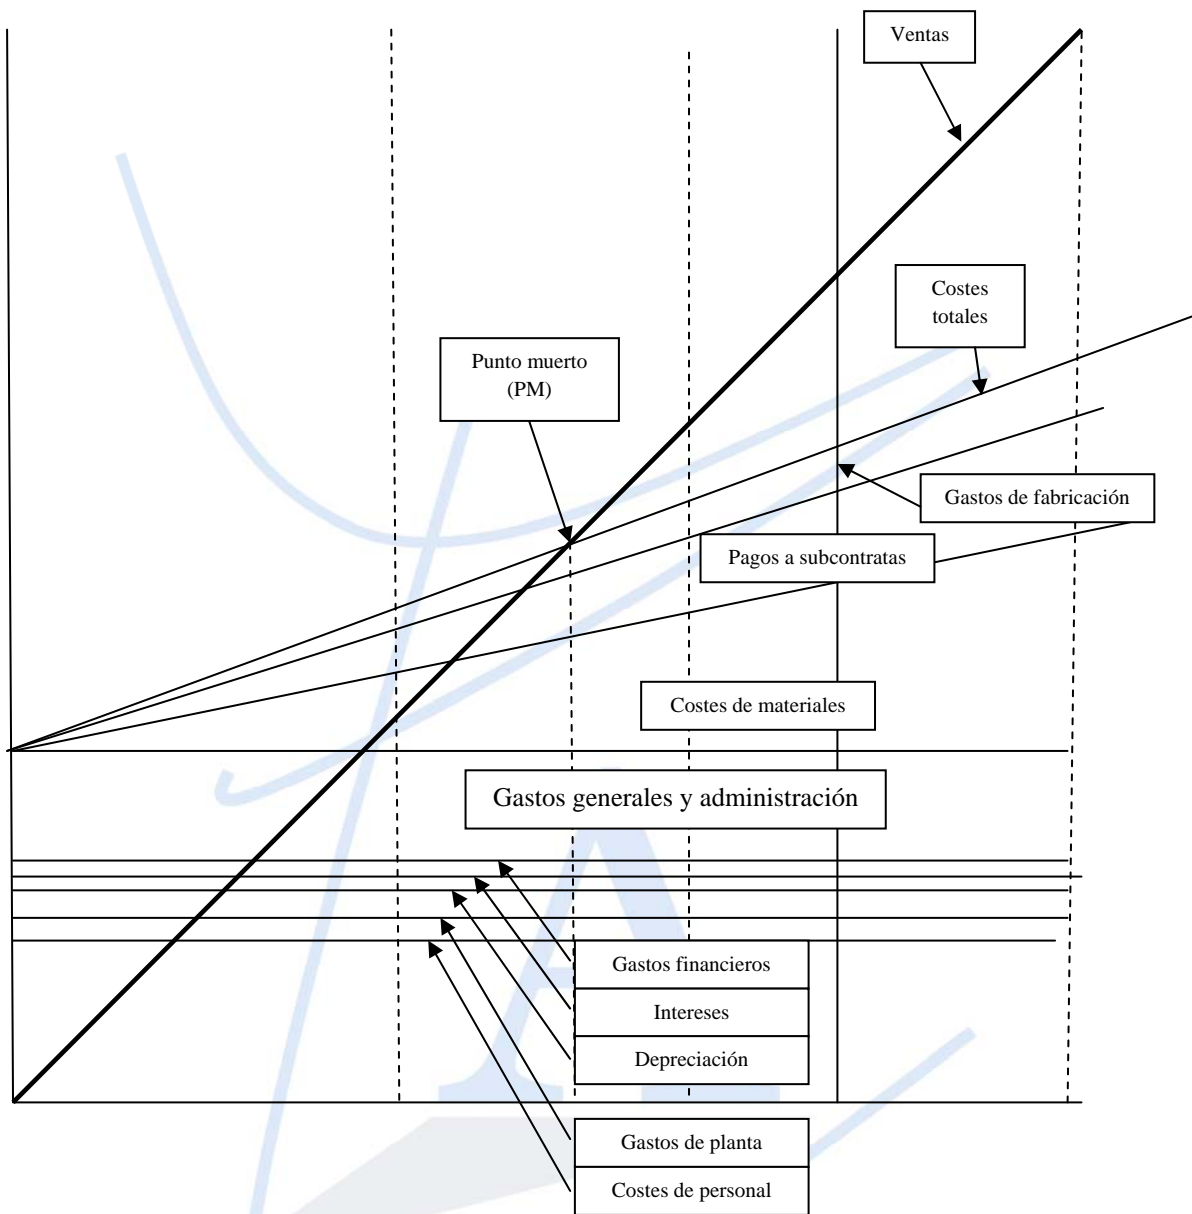 Ventas
Costes
totales
Punto muerto
(PM)
Gastos de fabricación
Pagos a subcontratas
Costes de materiales
Gastos generales y administración
Gastos financieros
Intereses
Depreciación
Gastos de planta
Costes de personal